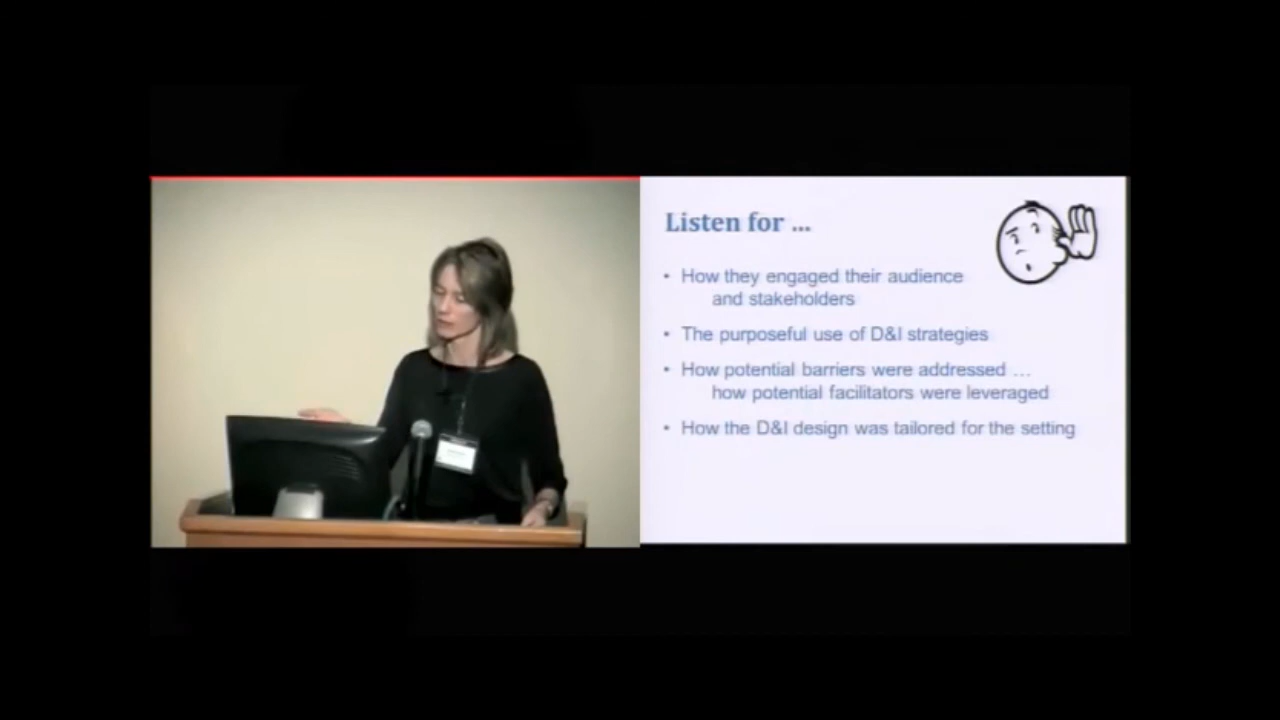 Listen for ...
• How they engaged their audience
and stakeholders
• The purposeful use of D&I strategies
• How potential barriers were addressed ...
how potential facilitators were leveraged
• How the D&I design was tailored for the setting